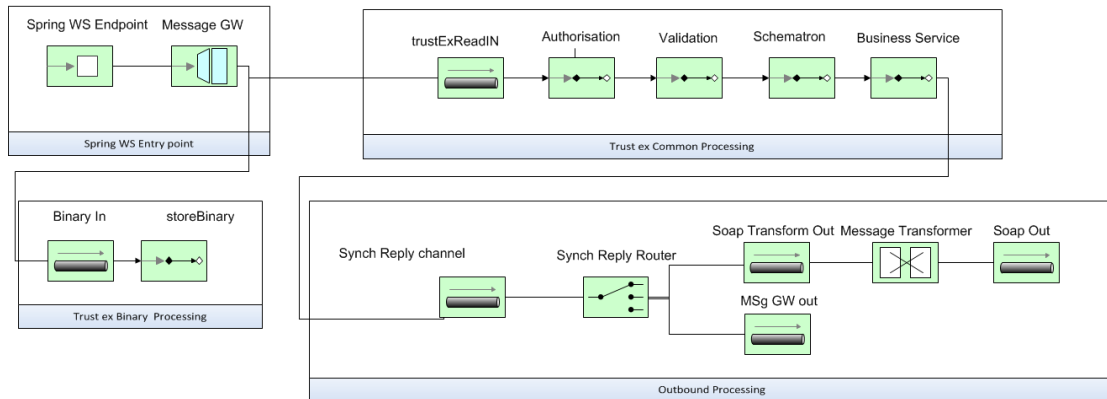 Spring WS Endpoint
Message GW
Spring WS Entry point
trustExReadIN
Authorisation
Validation
Schematron
Business Service
Trust ex Common Processing
Binary In
storeBinary
Trust ex Binary  Processing
Synch Reply channel
Synch Reply Router
Soap Transform Out
Message Transformer
Soap Out
MSg GW out
Outbound Processing